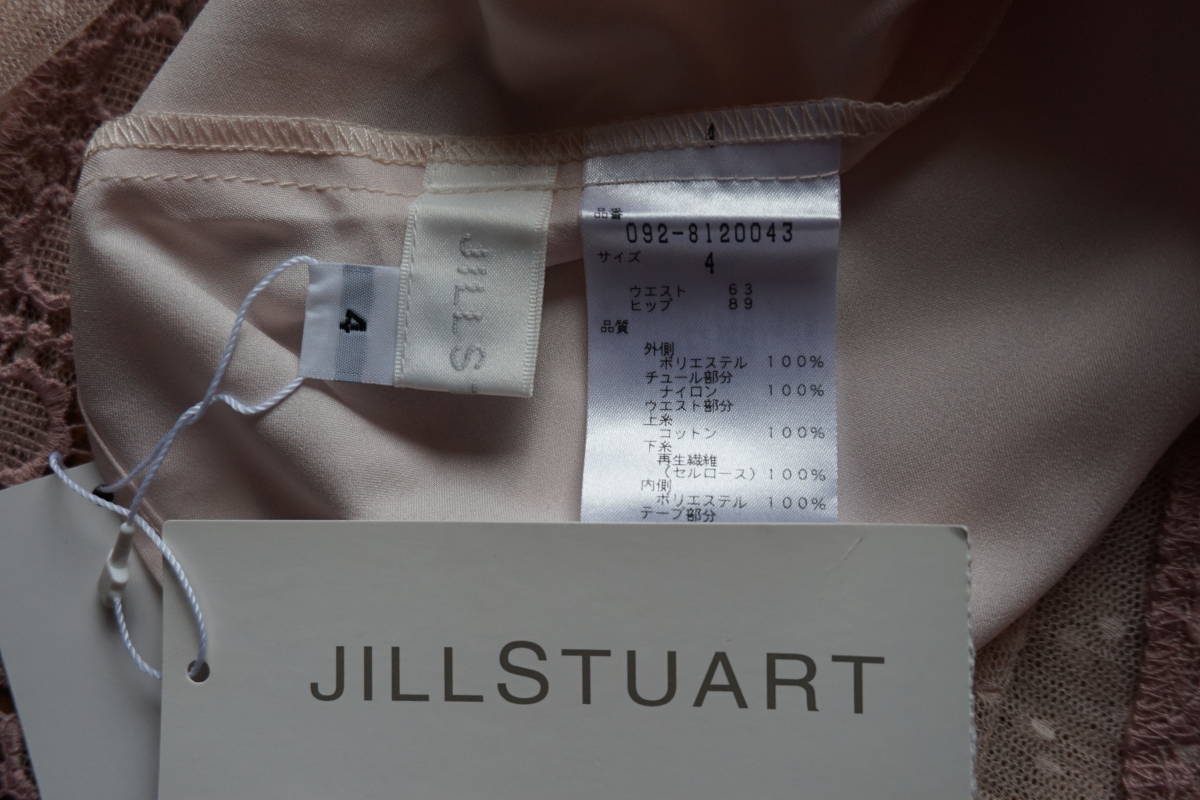 品番
092-8120043
サイズ 4
ウエスト 63
ヒップ 89
品質
外側
ポリエステル 100%
チュール部分
ナイロン 100%
ウエスト部分
上糸
コットン 100%
下糸
再生繊維
(セルロース) 100%
内側
ポリエステル 100%
テープ部分
JILLS
4
4
JILLSTUART